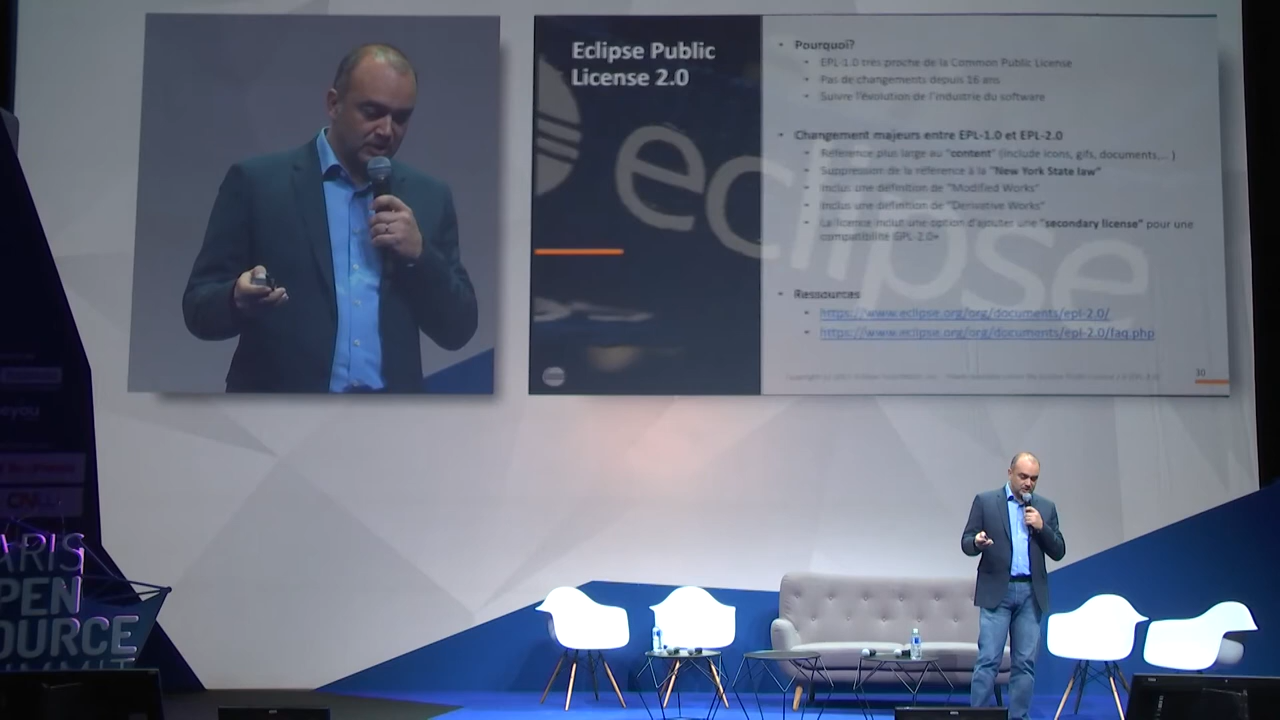 Eclipse Public
License 2.0
eclipse
Pourquoi?
EPL-1.0 très proche de la Common Public License
Pas de changements depuis 16 ans
Suivre l'évolution de l'industrie du software
Changement majeurs entre EPL-1.0 et EPL-2.0
Référence plus large au "content" (include icons, gifs, documents,... )
Suppression de la référence à la "New York State law"
Inclus une définition de "Modified Works"
Inclus une définition de "Derivative Works"
La licence inclut une option d'ajouter une "secondary license" pour une
compatibilité GPL-2.0+
Ressources
https://www.eclipse.org/org/documents/epl-2.0/
https://www.eclipse.org/org/documents/epl-2.0/faq.php
30
eyou
ARIS
PEN
OURCE